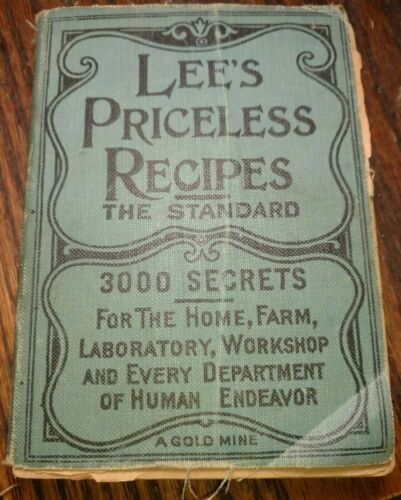 LEE'S
PRICELESS
RECIPES
THE STANDARD
3000 SECRETS
FOR THE HOME, FARM,
LABORATORY, WORKSHOP
AND EVERY DEPARTMENT
OF HUMAN ENDEAVOR
A GOLD MINE